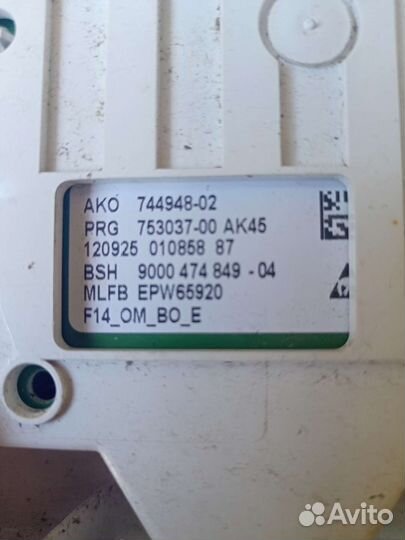 AKO 744948-02
PRG 753037-00 AK45
120925 010858 87
BSH 9000 474 849 - 04
MLFB EPW65920
F14_OM_BO_E
Avito